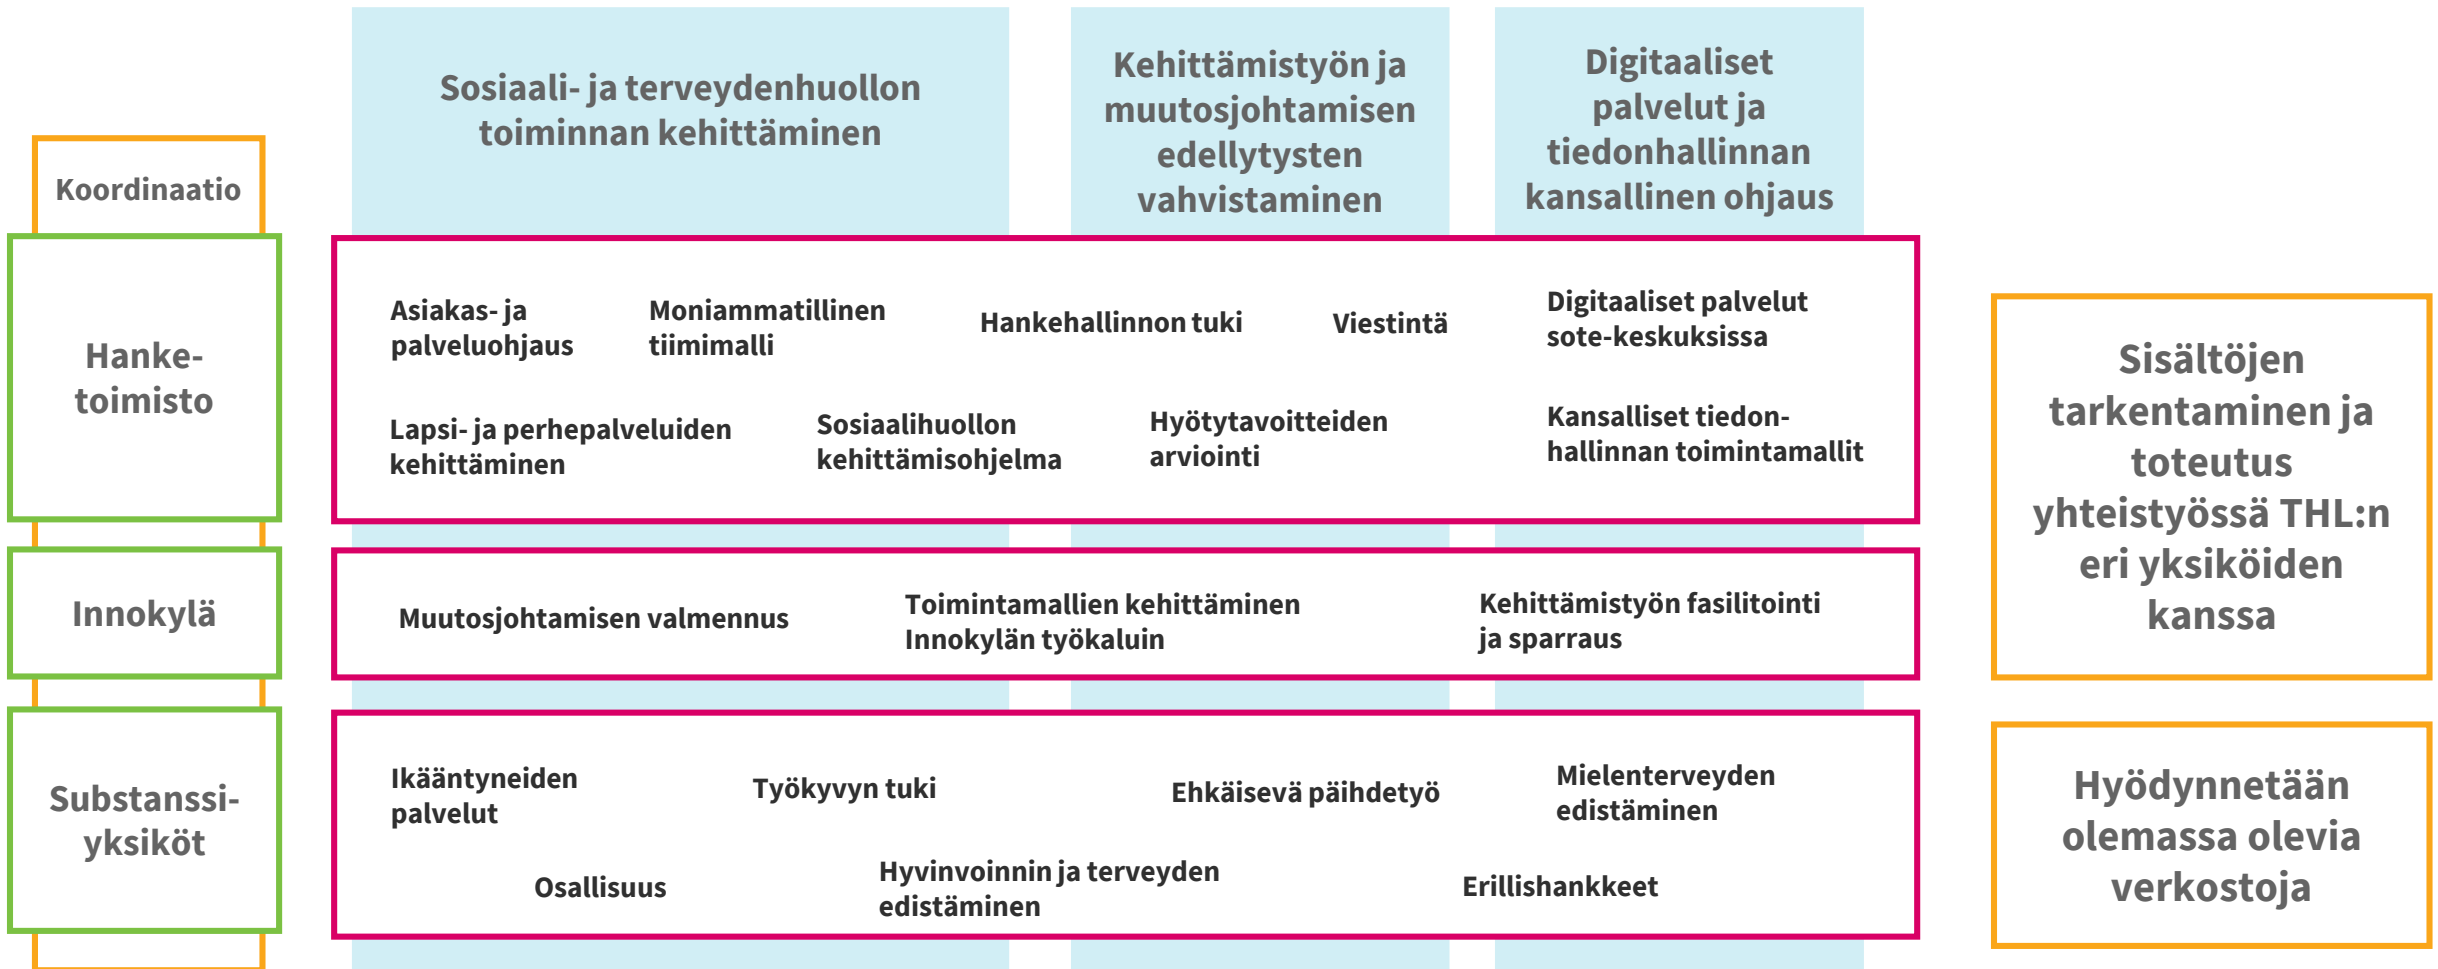 Sosiaali- ja terveydenhuollon
toiminnan kehittäminen
Kehittämistyön ja
muutosjohtamisen
edellytysten
vahvistaminen
Digitaaliset
palvelut ja
tiedonhallinnan
kansallinen ohjaus
Koordinaatio
Hanke-
toimisto
Asiakas- ja
palveluohjaus
Moniammatillinen
tiimimalli
Hankehallinnon tuki
Viestintä
Digitaaliset palvelut
sote-keskuksissa
Lapsi- ja perhepalveluiden
kehittäminen
Sosiaalihuollon
kehittämisohjelma
Hyötytavoitteiden
arviointi
Kansalliset tiedon-
hallinnan toimintamallit
Innokylä
Muutosjohtamisen valmennus
Toimintamallien kehittäminen
Innokylän työkaluin
Kehittämistyön fasilitointi
ja sparraus
Substanssi-
yksiköt
Ikääntyneiden
palvelut
Työkyvyn tuki
Ehkäisevä päihdetyö
Mielenterveyden
edistäminen
Osallisuus
Hyvinvoinnin ja terveyden
edistäminen
Erillishankkeet
Sisältöjen
tarkentaminen ja
toteutus
yhteistyössä THL:n
eri yksiköiden
kanssa
Hyödynnetään
olemassa olevia
verkostoja